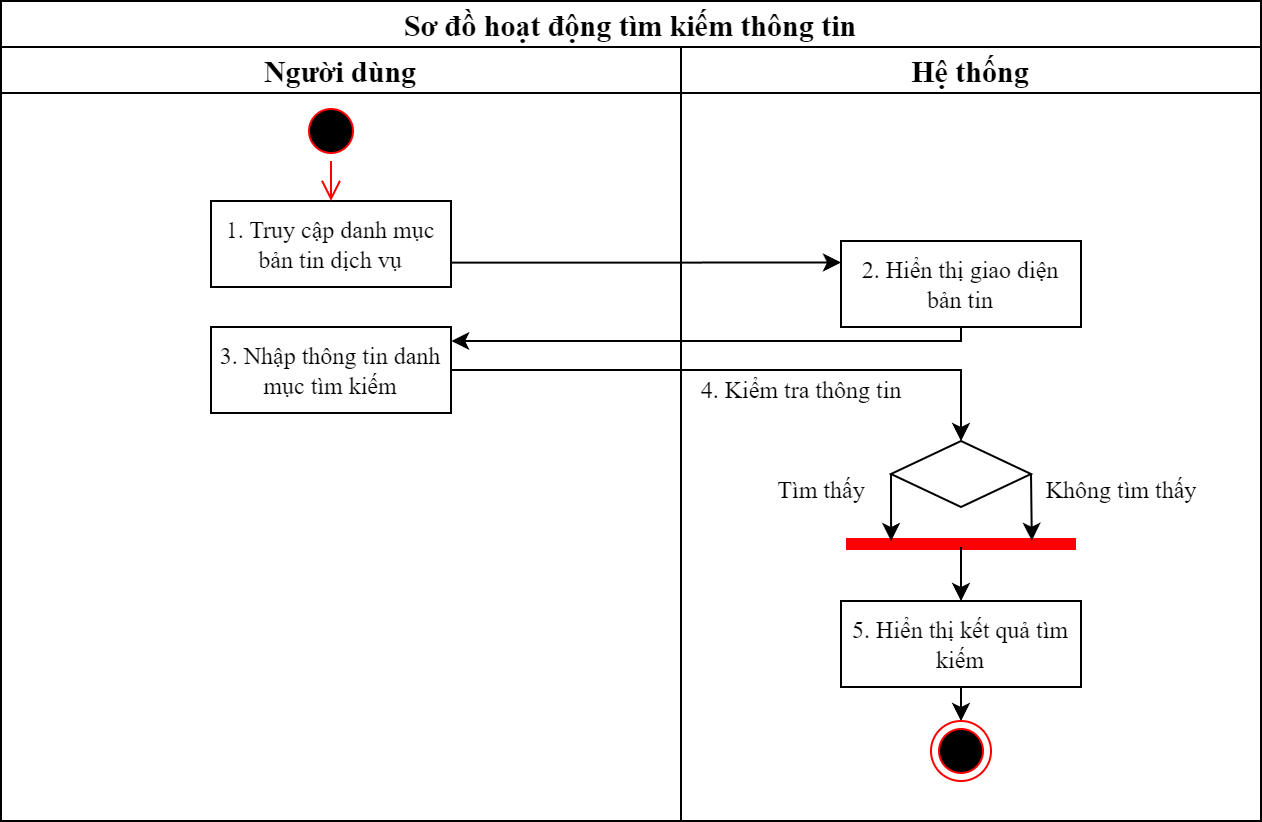 Sơ đồ hoạt động tìm kiếm thông tin
Người dùng
Hệ thống
1. Truy cập danh mục
bản tin dịch vụ
2. Hiển thị giao diện
bản tin
3. Nhập thông tin danh
mục tìm kiếm
4. Kiểm tra thông tin
Tìm thấy
Không tìm thấy
5. Hiển thị kết quả tìm
kiếm